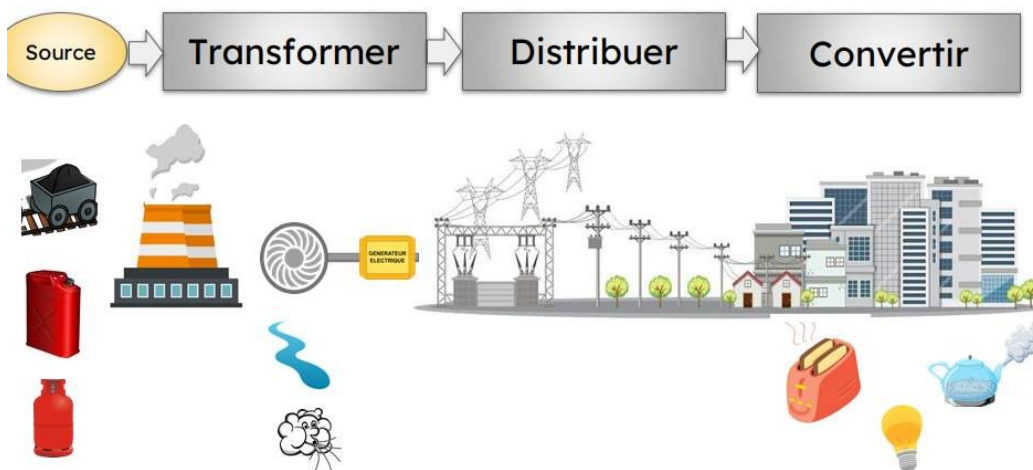 Source
Transformer
Distribuer
Convertir
GENERATEUR
ELECTRIQUE